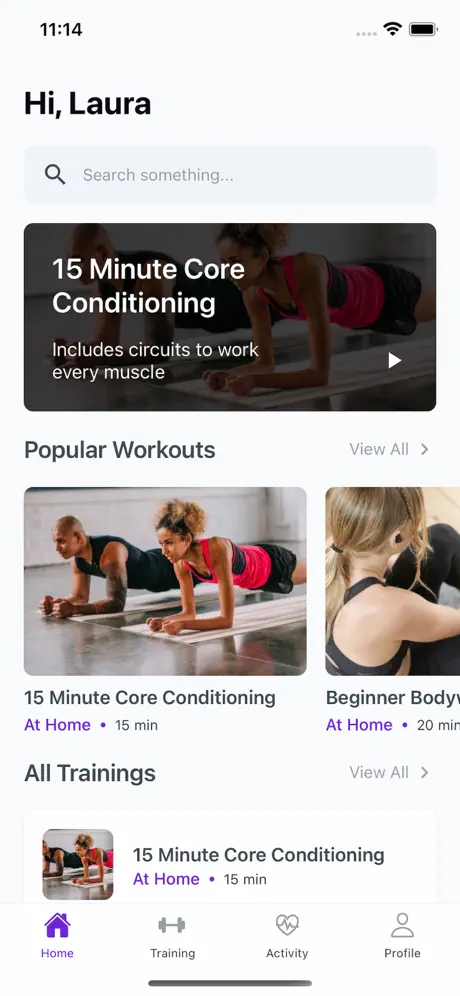 11:14
Hi, Laura
Search something...
15 Minute Core
Conditioning
Includes circuits to work
every muscle
Popular Workouts
View All
15 Minute Core Conditioning
At Home • 15 min
Beginner Bodyw
At Home • 20 min
All Trainings
View All
15 Minute Core Conditioning
At Home • 15 min
Home
Training
Activity
Profile